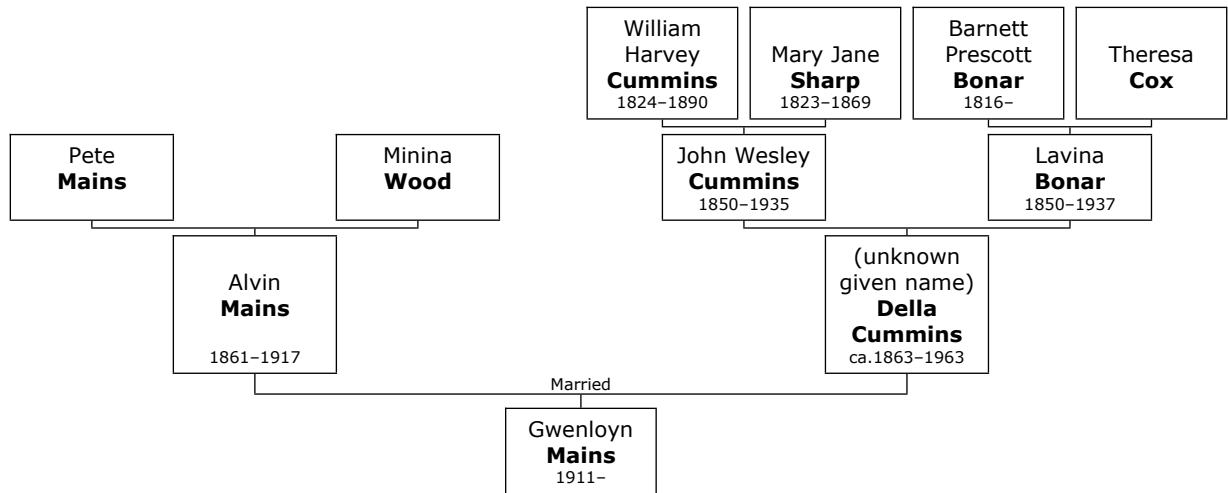 William
Harvey
Cummins
1824–1890
Mary Jane
Sharp
1823–1869
Barnett
Prescott
Bonar
1816–
Theresa
Cox
Pete
Mains
Minina
Wood
John Wesley
Cummins
1850–1935
Lavina
Bonar
1850–1937
Alvin
Mains
1861–1917
(unknown
given name)
Della
Cummins
ca.1863–1963
Married
Gwenloyn
Mains
1911–